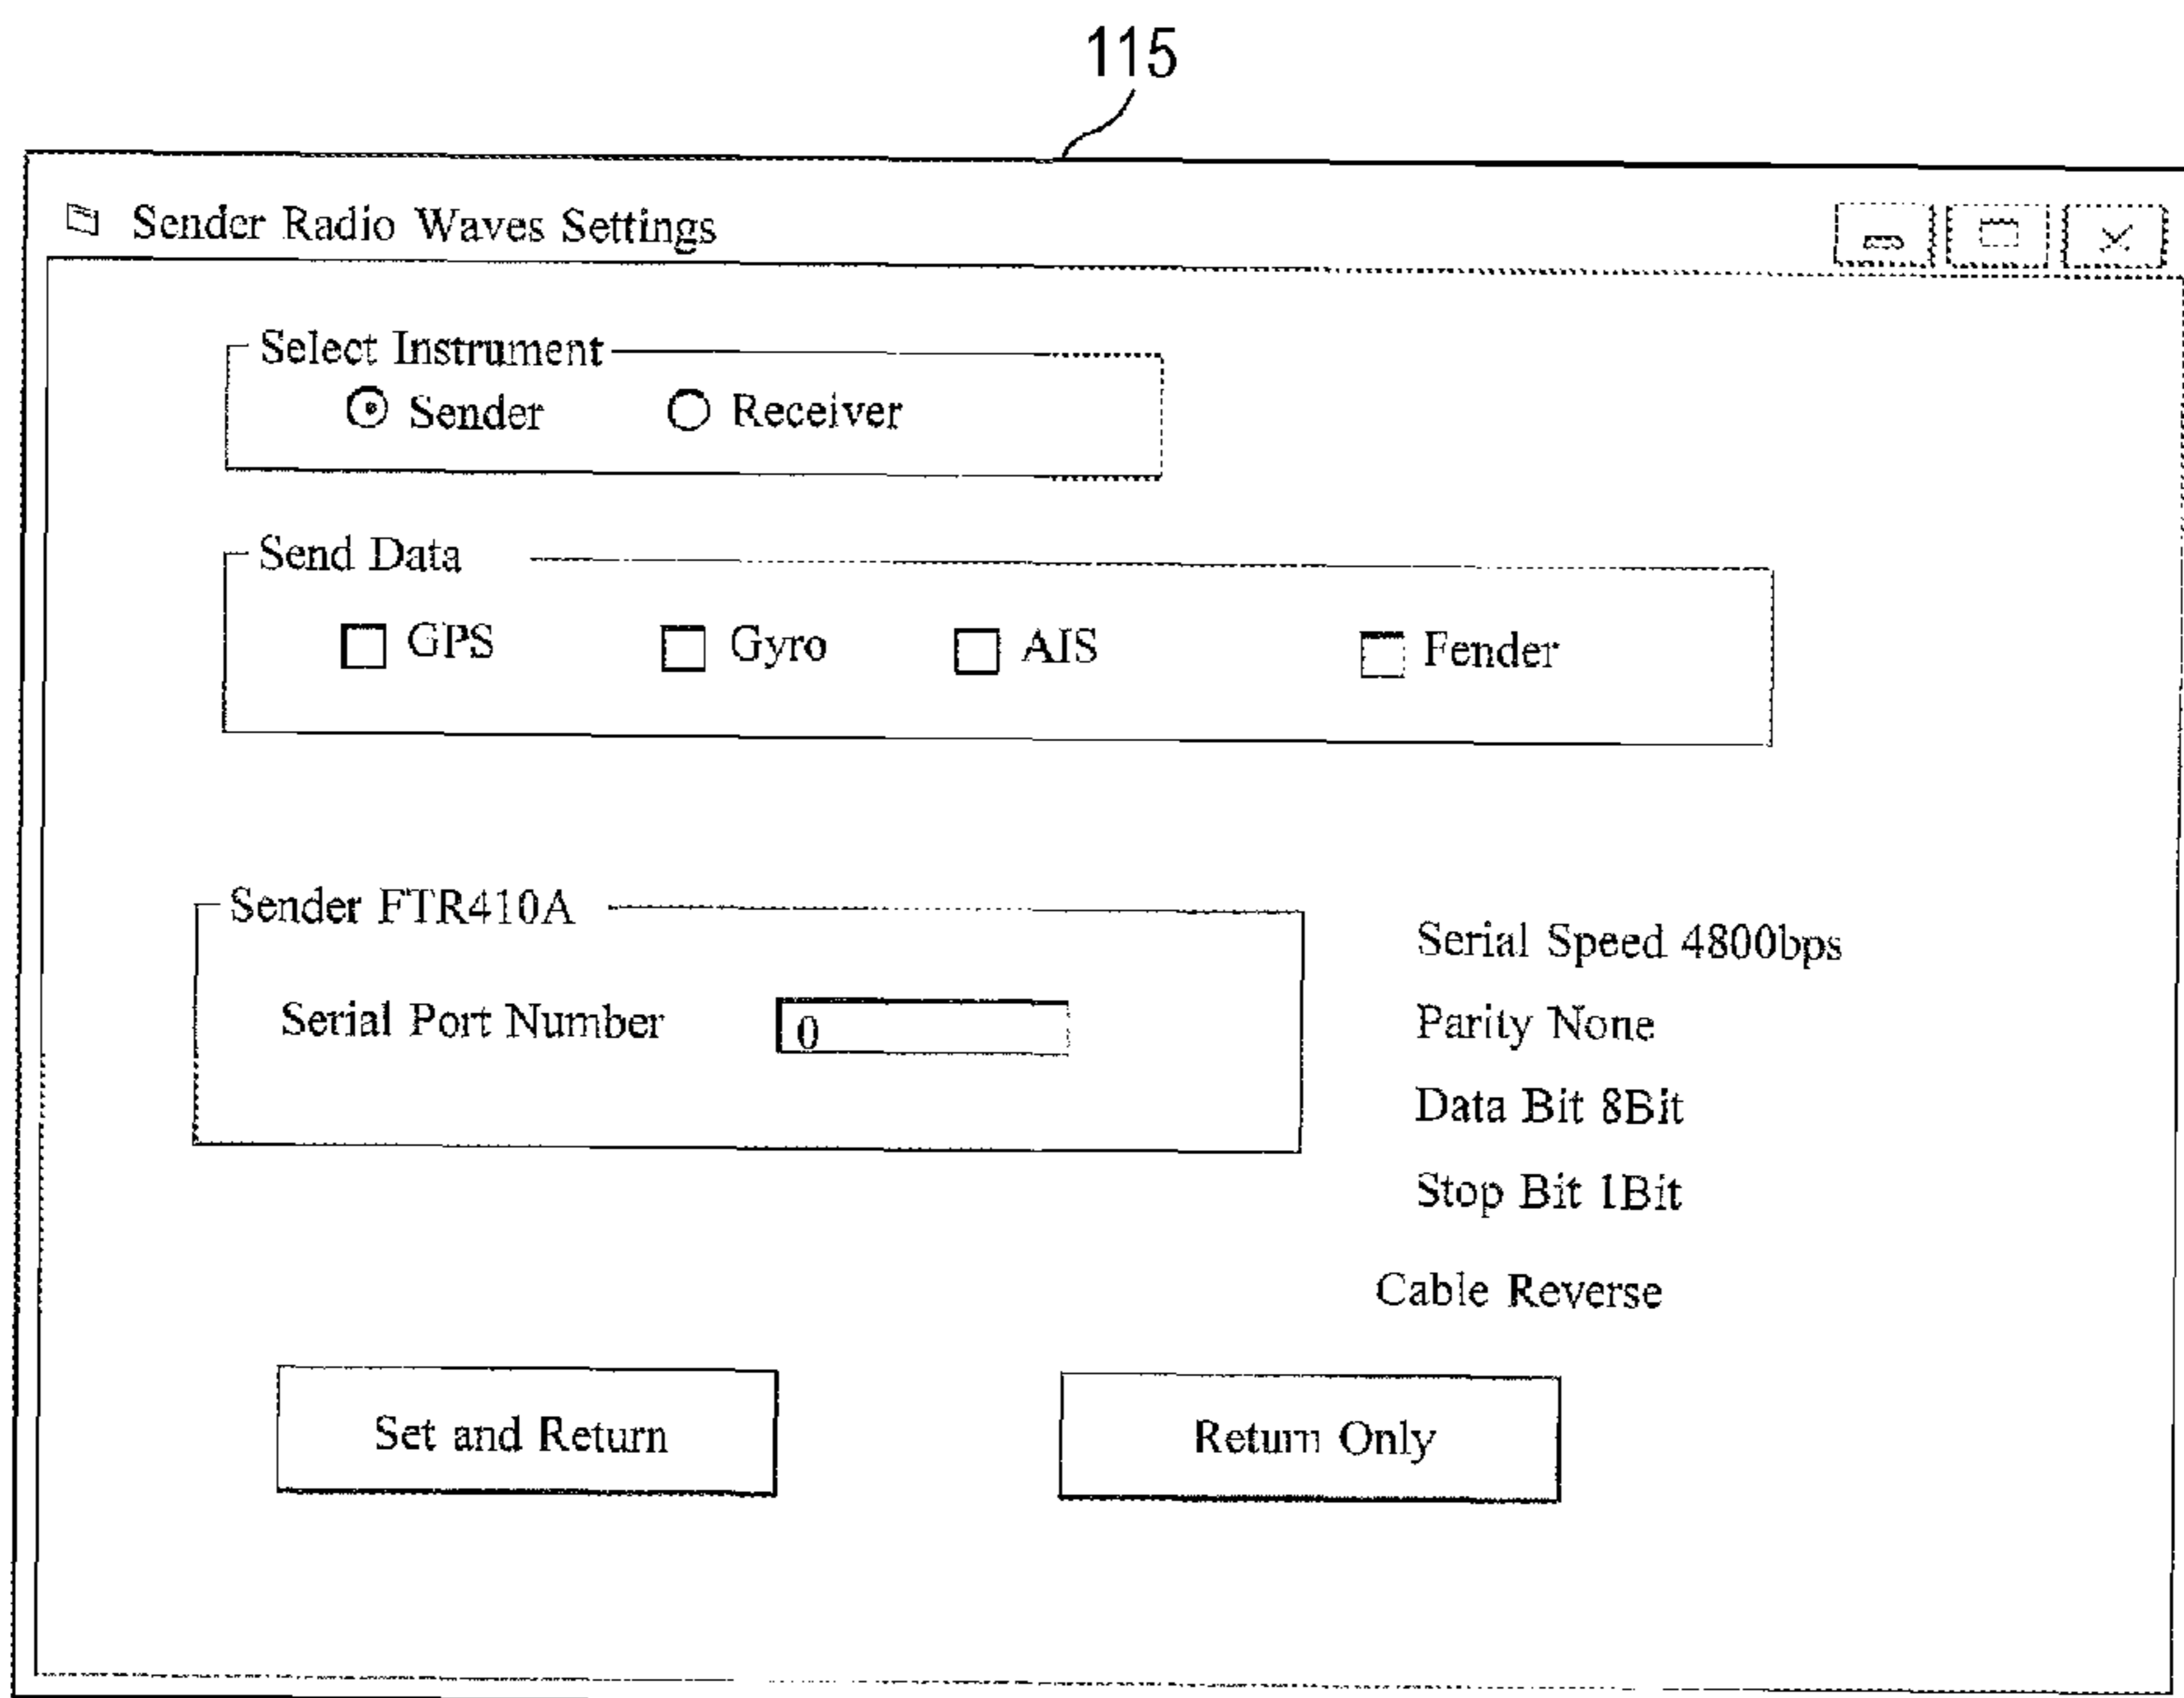 115
Sender Radio Waves Settings
Select Instrument
Sender Receiver
Send Data
GPS Gyro AIS Fender
Sender FTR410A
Serial Port Number 0
Serial Speed 4800bps
Parity None
Data Bit 8Bit
Stop Bit 1Bit
Cable Reverse
Set and Return Return Only